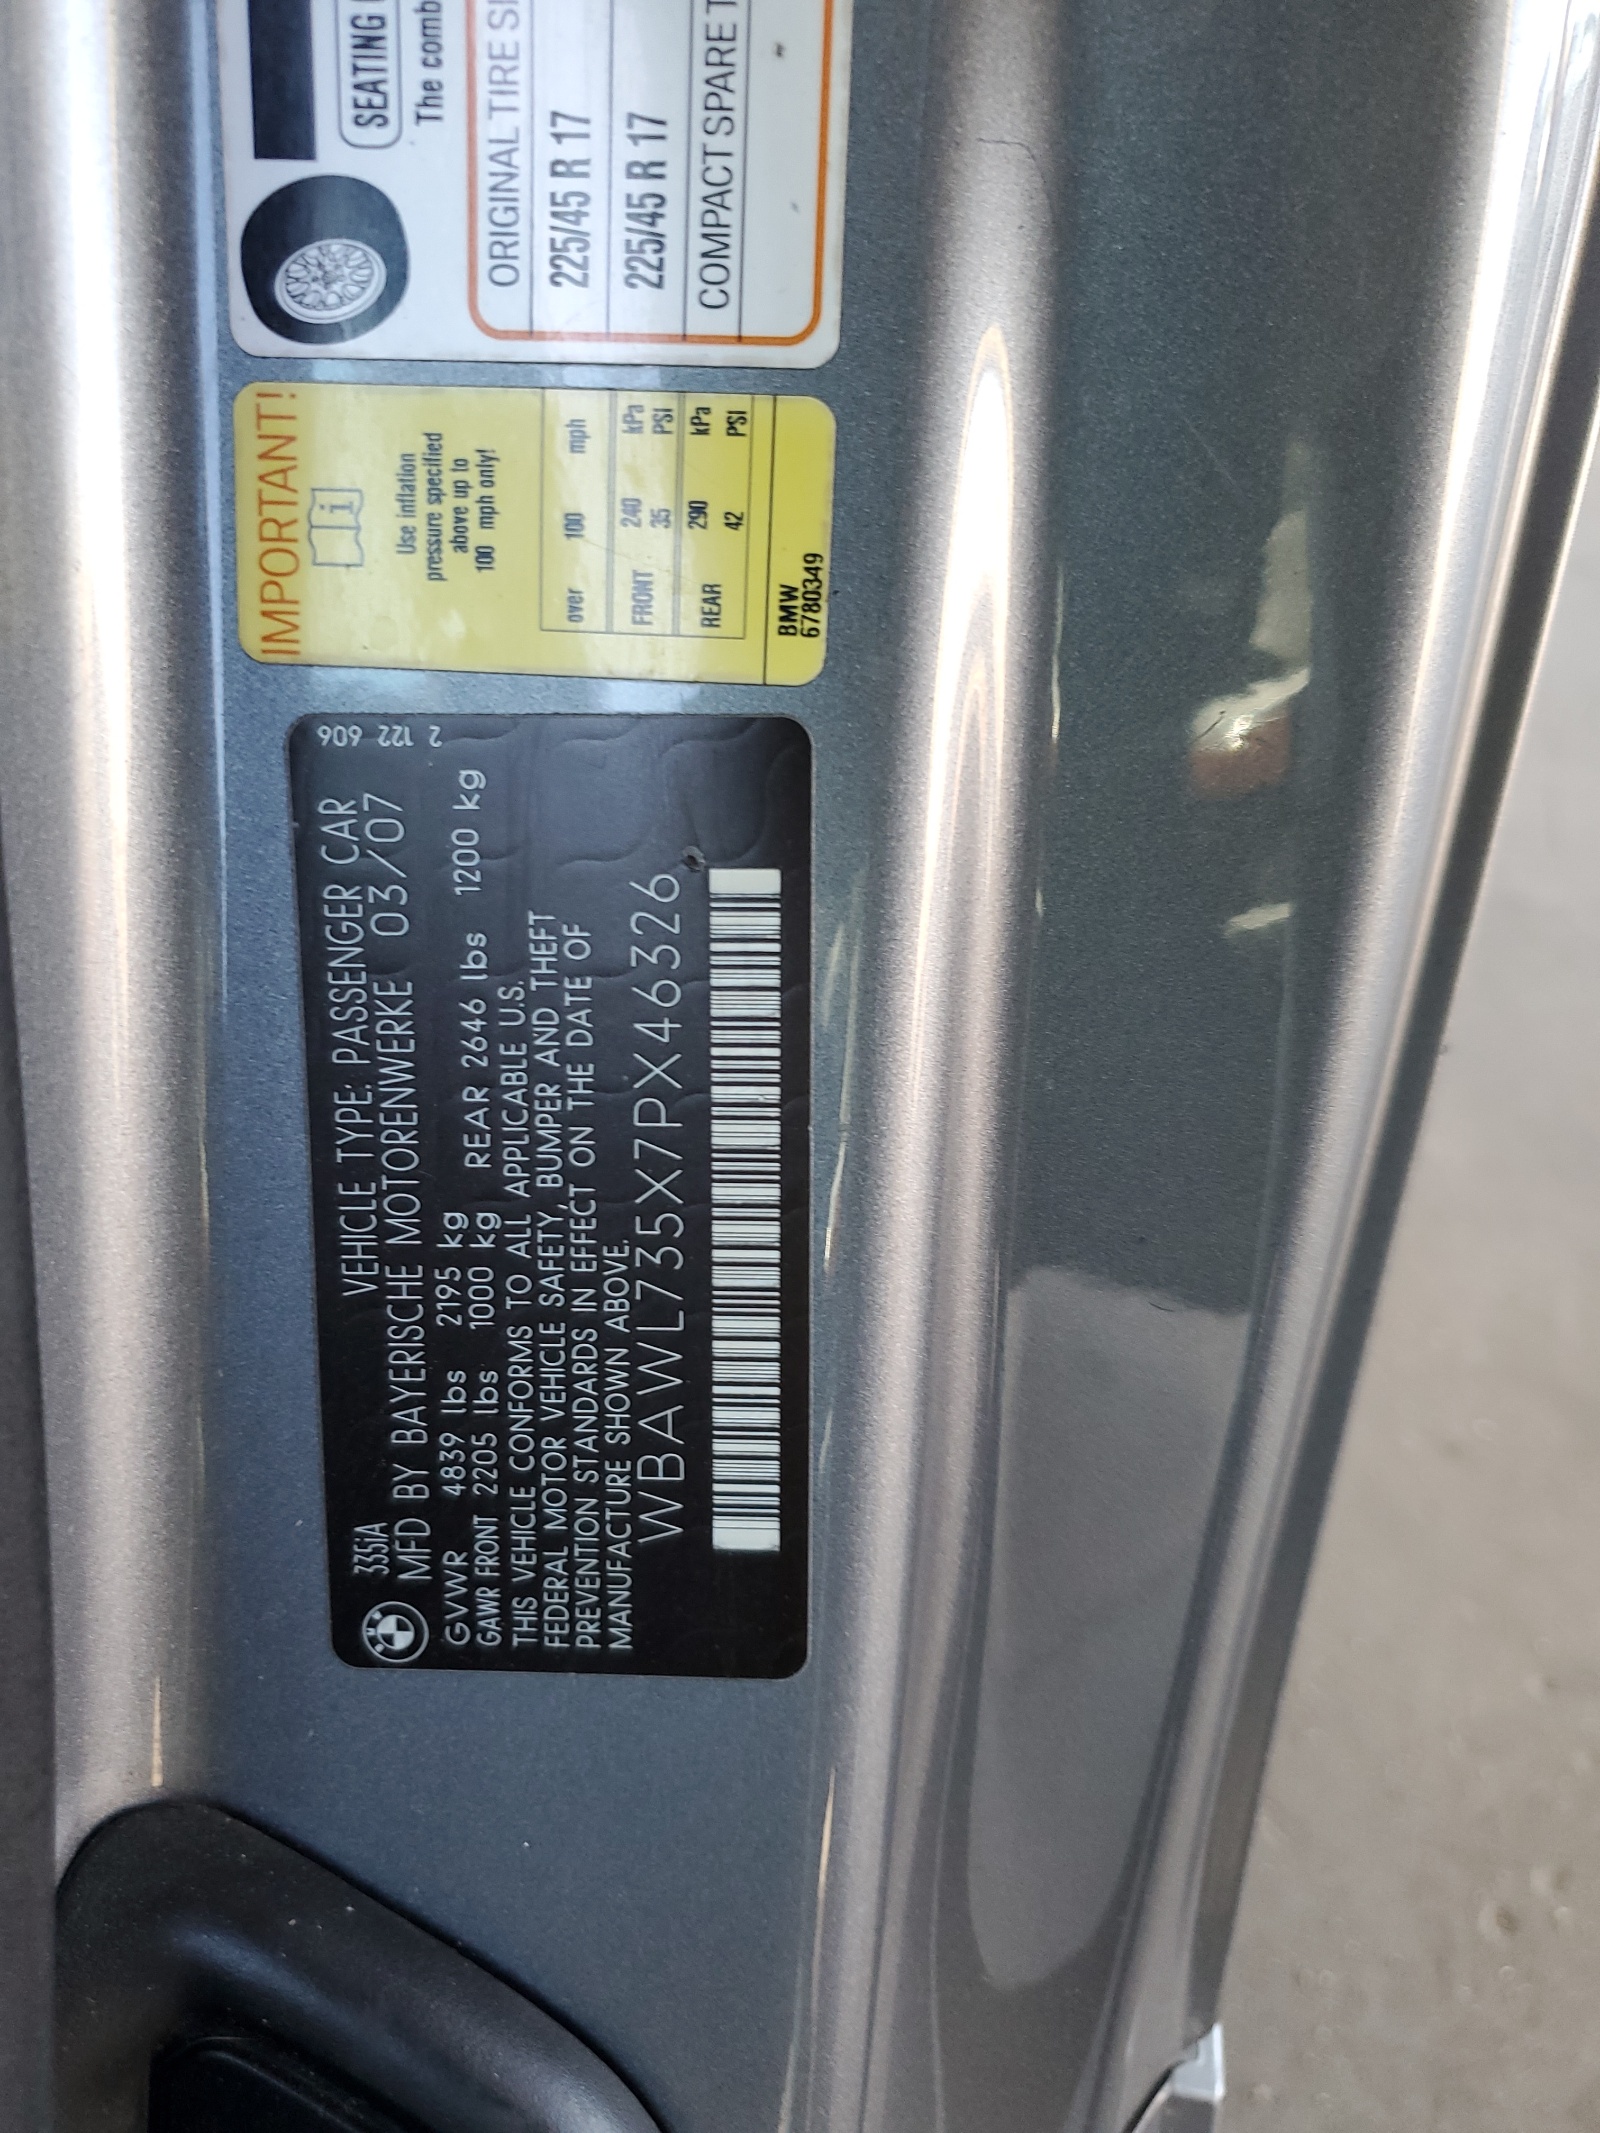 335iA VEHICLE TYPE: PASSENGER CAR
MFD BY BAYERISCHE MOTORENWERKE 03/07
GVWR 4839 lbs 2195 kg
GAWR FRONT 2205 lbs 1000 kg REAR 2646 lbs 1200 kg
THIS VEHICLE CONFORMS TO ALL APPLICABLE U.S.
FEDERAL MOTOR VEHICLE SAFETY, BUMPER AND THEFT
PREVENTION STANDARDS IN EFFECT ON THE DATE OF
MANUFACTURE SHOWN ABOVE.
WBAWL735X7PX46326
2 122 606
IMPORTANT!
Use inflation
pressure specified
above up to
100 mph only!
over 100 mph
FRONT 240 kPa
35 PSI
REAR 290 kPa
42 PSI
BMW
6780349
SEATING
The comb
ORIGINAL TIRE SI
225/45 R 17
225/45 R 17
COMPACT SPARE T